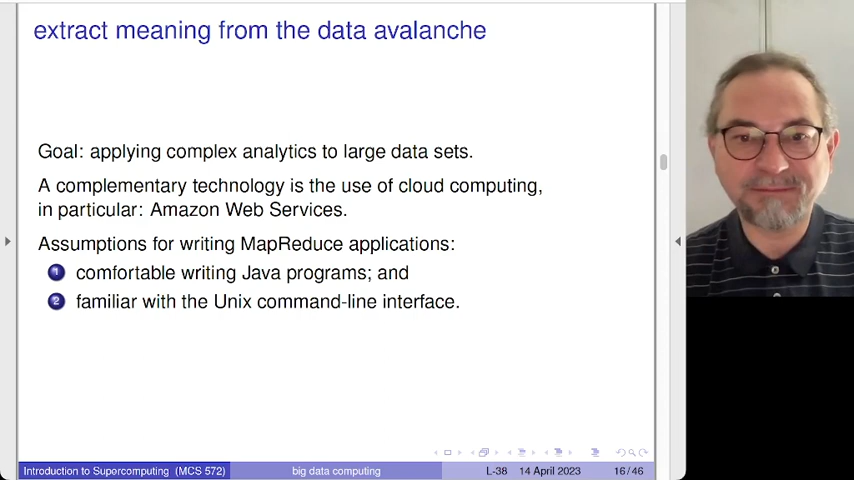 extract meaning from the data avalanche
Goal: applying complex analytics to large data sets.
A complementary technology is the use of cloud computing,
in particular: Amazon Web Services.
Assumptions for writing MapReduce applications:
1 comfortable writing Java programs; and
2 familiar with the Unix command-line interface.
Introduction to Supercomputing (MCS 572) big data computing L-38 14 April 2023 16 / 46